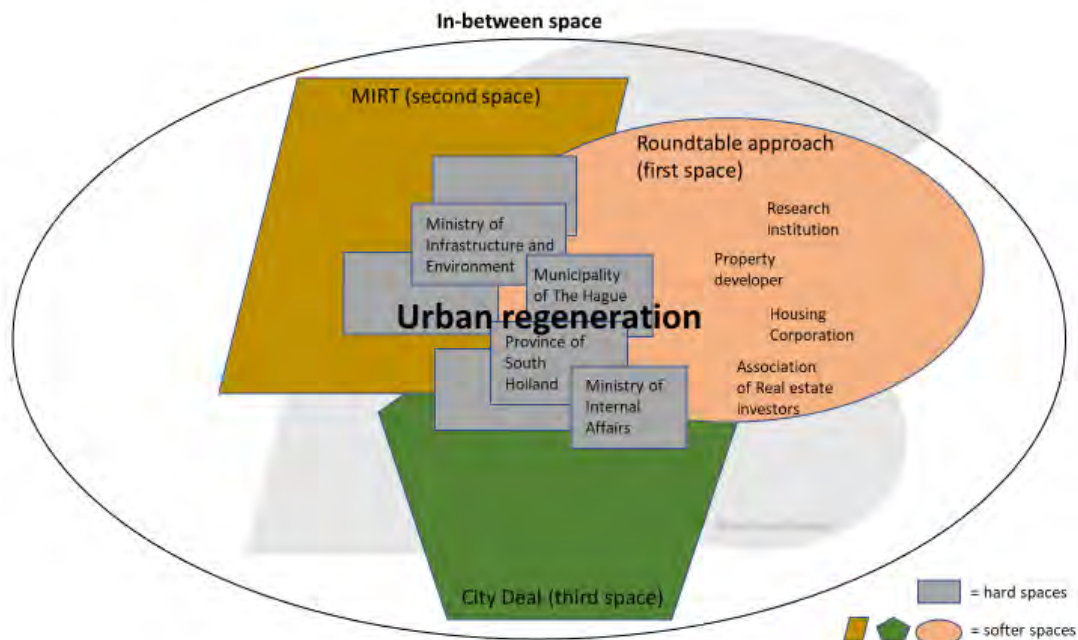 In-between space
MIRT (second space)
Roundtable approach
(first space)
Research
institution
Ministry of
Infrastructure and
Environment
Property
developer
Municipality
of The Hague
Urban regeneration
Housing
Corporation
Province of
South
Holland
Association
of Real estate
investors
Ministry of
Internal
Affairs
City Deal (third space)
= hard spaces
= softer spaces